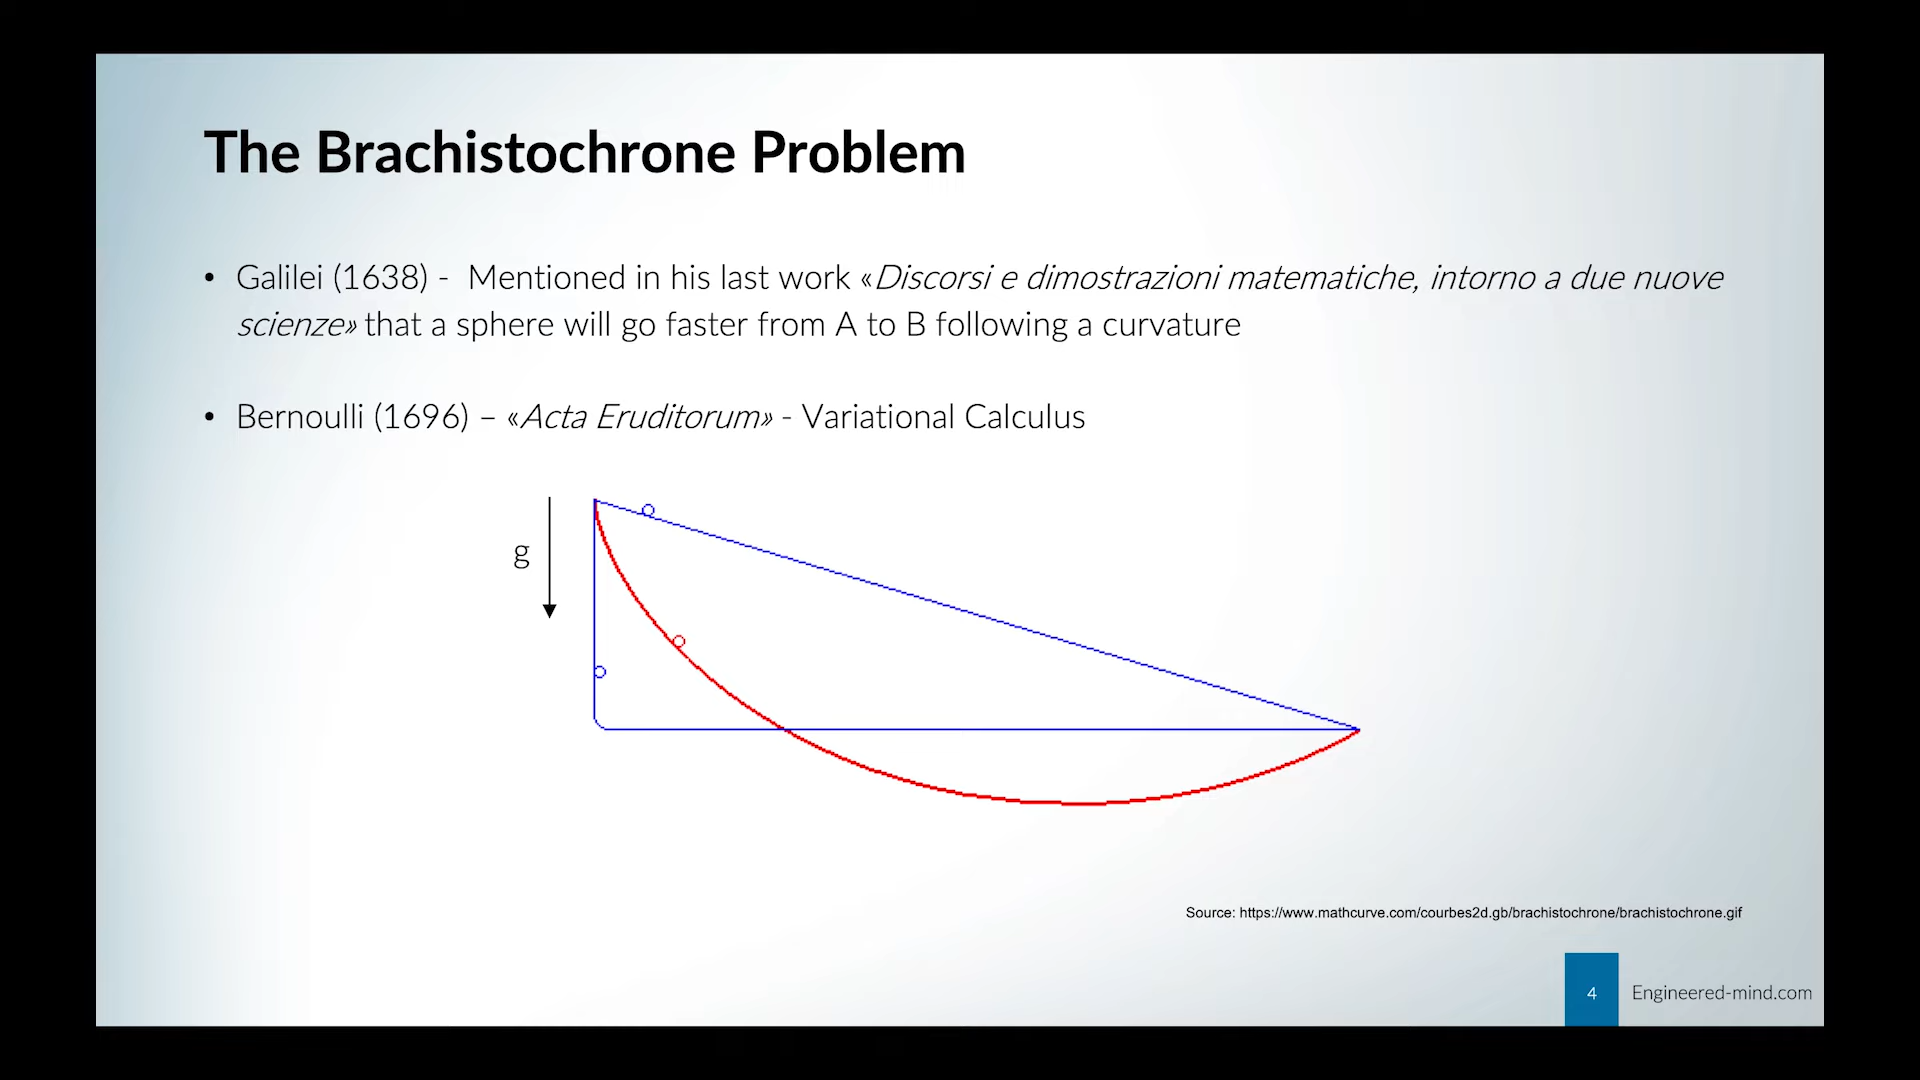 The Brachistochrone Problem
• Galilei (1638) - Mentioned in his last work «Discorsi e dimostrazioni matematiche, intorno a due nuove
scienze» that a sphere will go faster from A to B following a curvature
• Bernoulli (1696) – «Acta Eruditorum» - Variational Calculus
g
Source: https://www.mathcurve.com/courbes2d.gb/brachistochrone/brachistochrone.gif
4 Engineered-mind.com